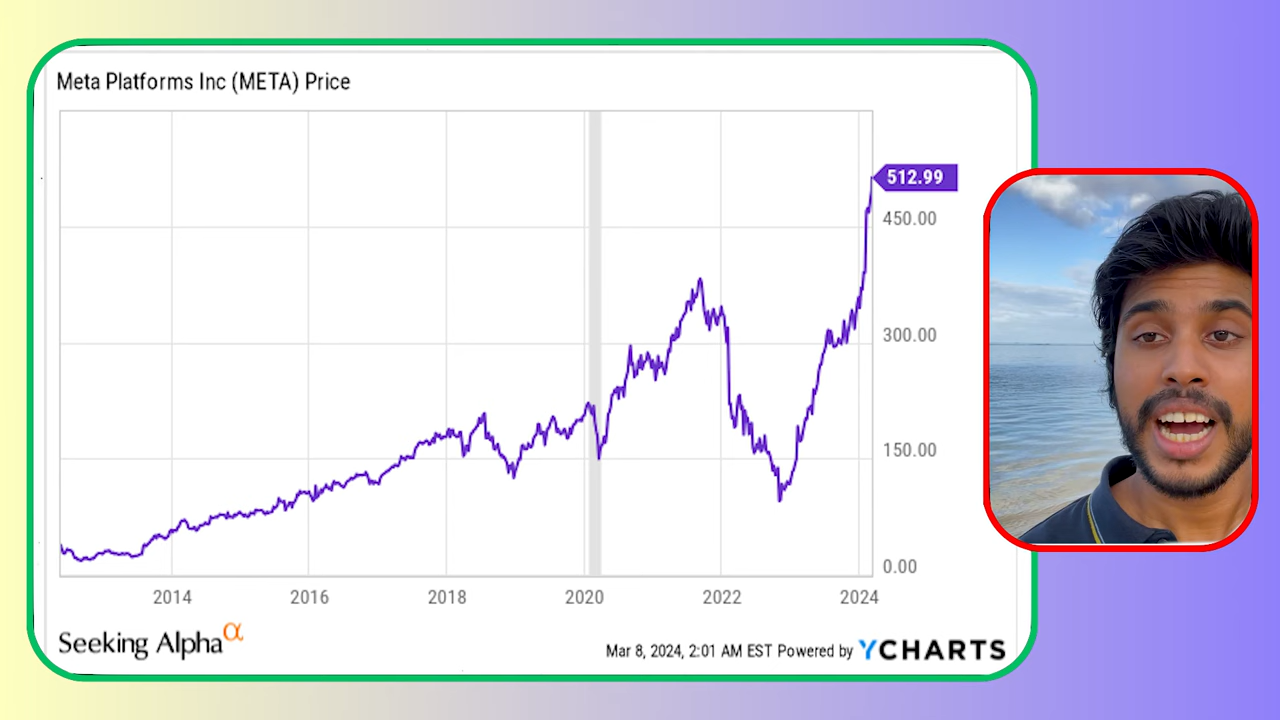 Meta Platforms Inc (META) Price
512.99
450.00
300.00
150.00
0.00
2014 2016 2018 2020 2022 2024
Seeking Alphaα
Mar 8, 2024, 2:01 AM EST Powered by YCHARTS